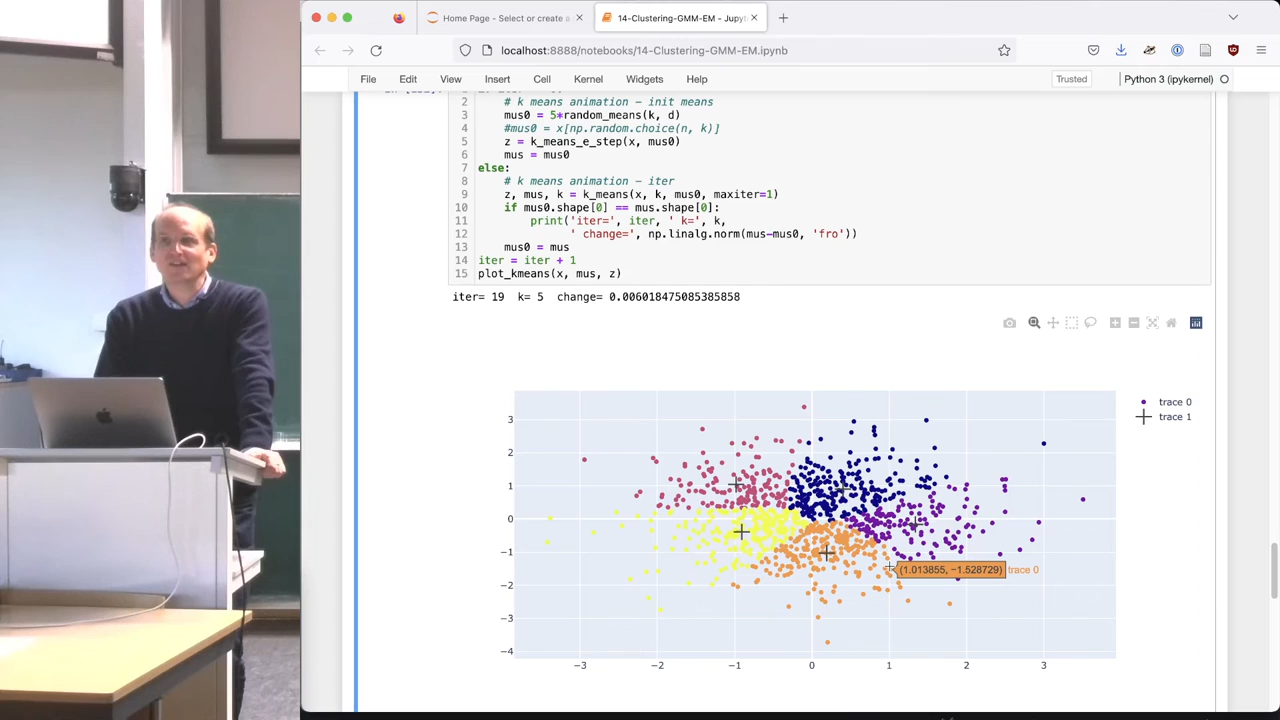 Home Page - Select or create a
14-Clustering-GMM-EM - Jupyt
localhost:8888/notebooks/14-Clustering-GMM-EM.ipynb
File Edit View Insert Cell Kernel Widgets Help Trusted Python 3 (ipykernel)
2 # k means animation – init means
3 mus0 = 5*random_means(k, d)
4 #mus0 = x[np.random.choice(n, k)]
5 z = k_means_e_step(x, mus0)
6 mus = mus0
7 else:
8 # k means animation – iter
9 z, mus, k = k_means(x, k, mus0, maxiter=1)
10 if mus0.shape[0] == mus.shape[0]:
11 print('iter=', iter, ' k=', k,
12 ' change=', np.linalg.norm(mus-mus0, 'fro'))
13 mus0 = mus
14 iter = iter + 1
15 plot_kmeans(x, mus, z)
iter= 19 k= 5 change= 0.006018475085385858
trace 0
trace 1
3
2
1
0
−1
−2
−3
−4
(1.013855, −1.528729) trace 0
−3 −2 −1 0 1 2 3